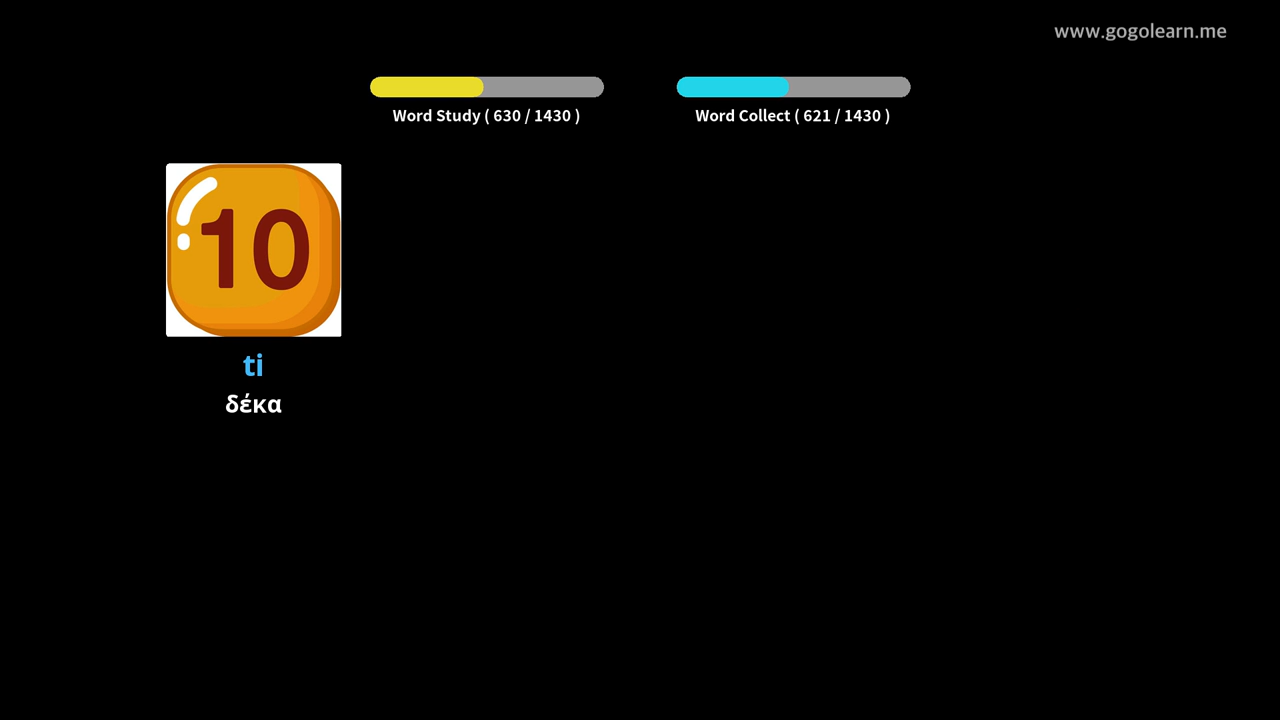 www.gogolearn.me
Word Study ( 630 / 1430 )
Word Collect ( 621 / 1430 )
10
ti
δέκα